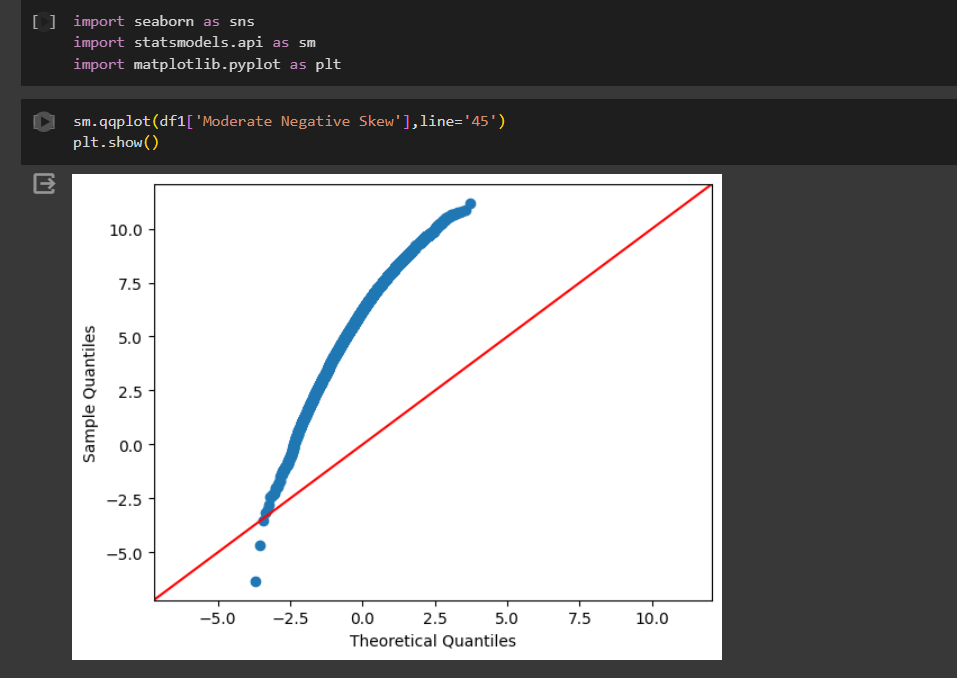 [ ] import seaborn as sns
import statsmodels.api as sm
import matplotlib.pyplot as plt
sm.qqplot(df1['Moderate Negative Skew'],line='45')
plt.show()
10.0
7.5
5.0
2.5
0.0
−2.5
−5.0
Sample Quantiles
−5.0 −2.5 0.0 2.5 5.0 7.5 10.0
Theoretical Quantiles